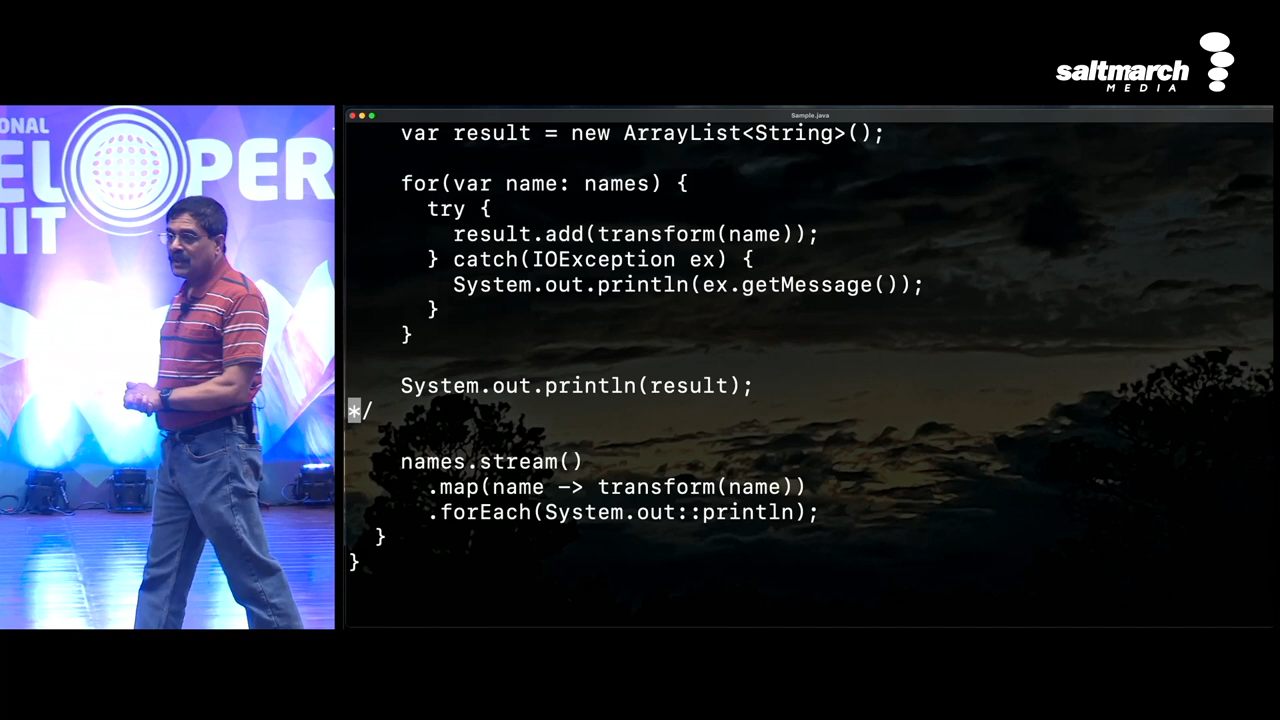 saltmarch
MEDIA
ONAL
EL PER
IIT
Sample.java
var result = new ArrayList<String>();
for(var name: names) {
try {
result.add(transform(name));
} catch(IOException ex) {
System.out.println(ex.getMessage());
}
}
System.out.println(result);
*/
names.stream()
.map(name -> transform(name))
.forEach(System.out::println);
}
}